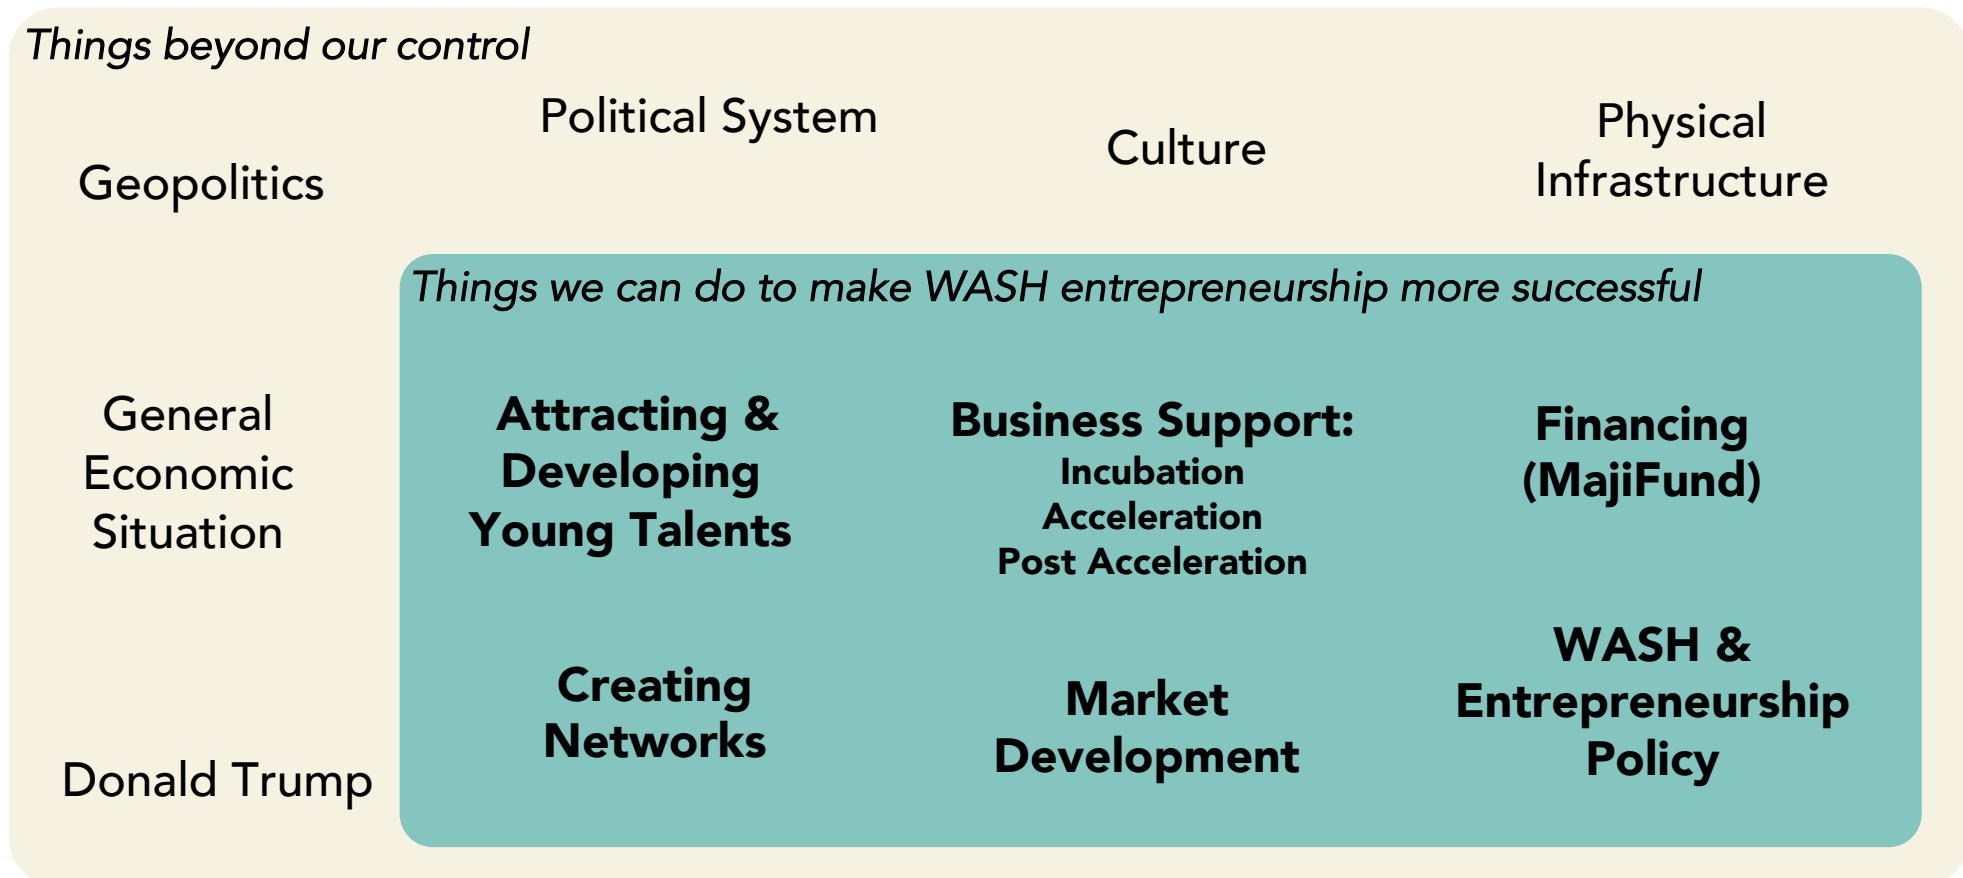 Things beyond our control
Political System
Culture
Physical
Infrastructure
Geopolitics
Things we can do to make WASH entrepreneurship more successful
General
Economic
Situation
Attracting &
Developing
Young Talents
Business Support:
Incubation
Acceleration
Post Acceleration
Financing
(MajiFund)
Donald Trump
Creating
Networks
Market
Development
WASH &
Entrepreneurship
Policy